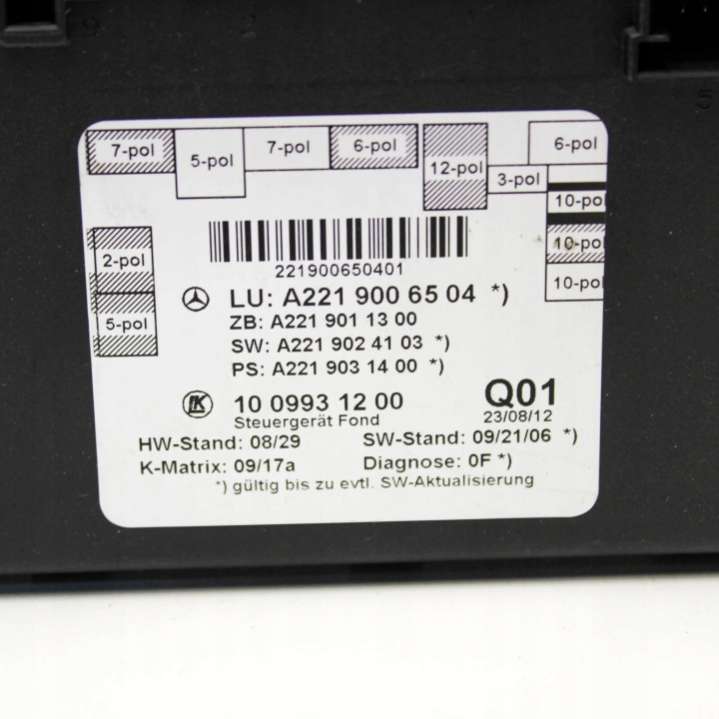 7-pol
5-pol
7-pol
6-pol
12-pol
3-pol
6-pol
10-pol
10-pol
10-pol
2-pol
5-pol
221900650401
LU: A221 900 65 04 *)
ZB: A221 901 13 00
SW: A221 902 41 03 *)
PS: A221 903 14 00 *)
LK 10 0993 12 00
Steuergerät Fond
Q01
23/08/12
HW-Stand: 08/29 SW-Stand: 09/21/06 *)
K-Matrix: 09/17a Diagnose: 0F *)
*) gültig bis zu evtl. SW-Aktualisierung